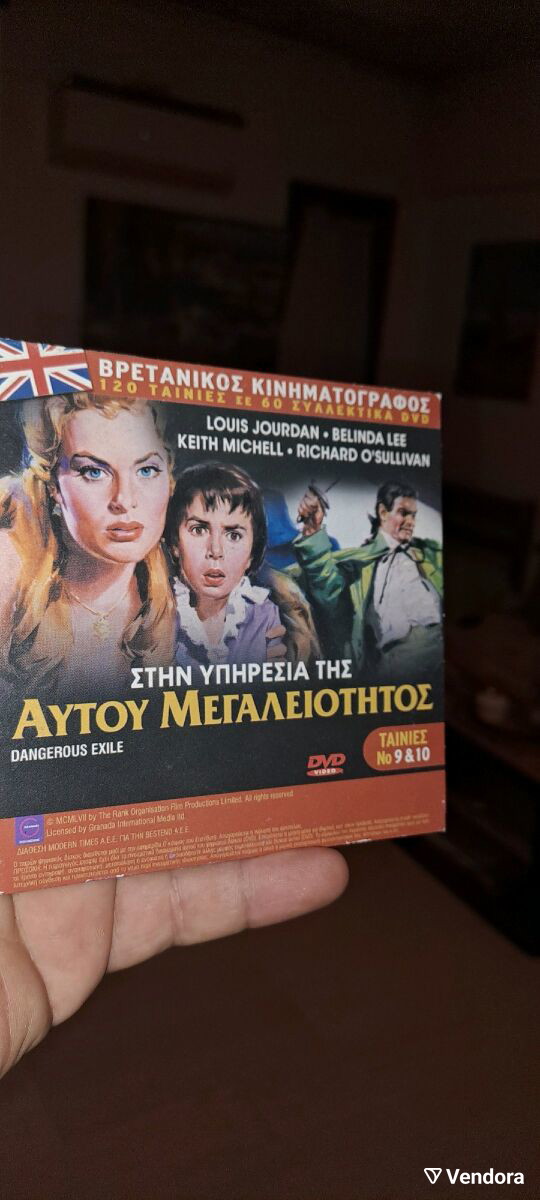 ΒΡΕΤΑΝΙΚΟΣ ΚΙΝΗΜΑΤΟΓΡΑΦΟΣ
120 ΤΑΙΝΙΕΣ ΣΕ 60 ΣΥΛΛΕΚΤΙΚΑ DVD
LOUIS JOURDAN • BELINDA LEE
KEITH MICHELL • RICHARD O'SULLIVAN
ΣΤΗΝ ΥΠΗΡΕΣΙΑ ΤΗΣ
ΑΥΤΟΥ ΜΕΓΑΛΕΙΟΤΗΤΟΣ
DANGEROUS EXILE
DVD
VIDEO
ΤΑΙΝΙΕΣ
Νο 9 & 10
© MCMLVII by The Rank Organisation Film Productions Limited. All rights reserved.
Licensed by Granada International Media ltd.
ΔΙΑΘΕΣΗ MODERN TIMES A.E.E. ΓΙΑ ΤΗΝ BESTEND A.E.E.
Vendora